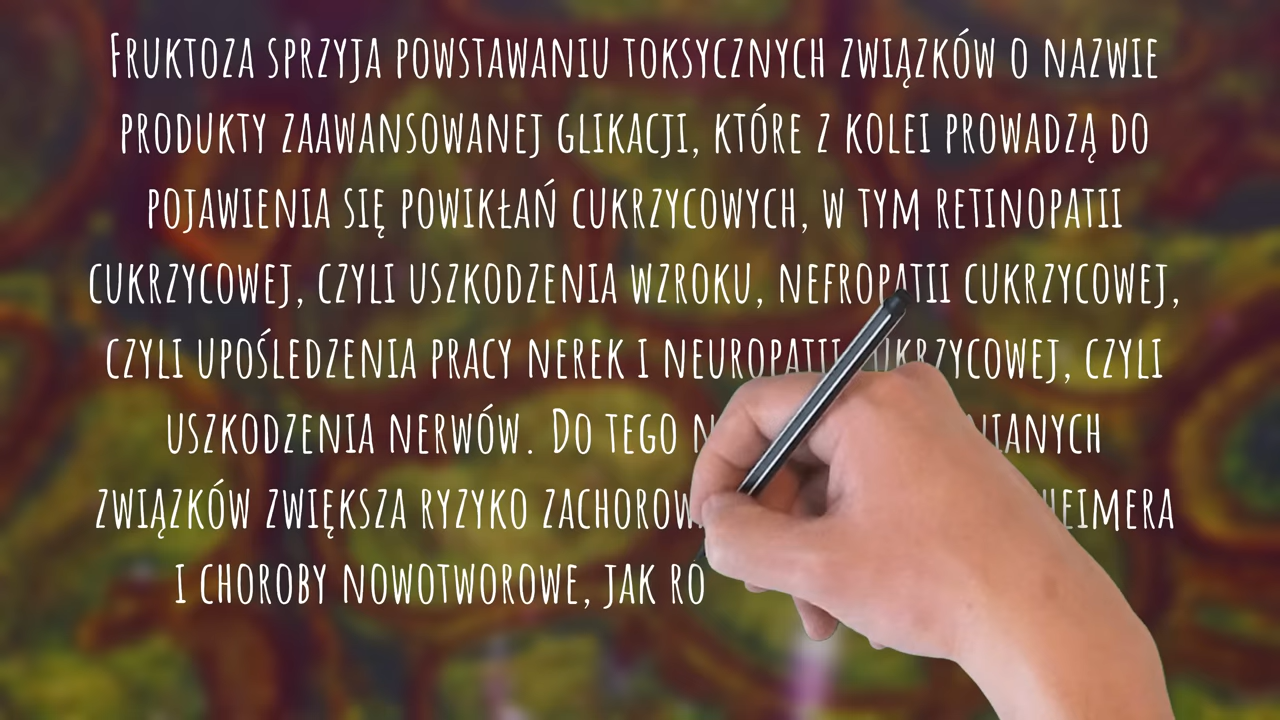 Fruktoza sprzyja powstawaniu toksycznych związków o nazwie
produkty zaawansowanej glikacji, które z kolei prowadzą do
pojawienia się powikłań cukrzycowych, w tym retinopatii
cukrzycowej, czyli uszkodzenia wzroku, nefropatii cukrzycowej,
czyli upośledzenia pracy nerek i neuropatii cukrzycowej, czyli
uszkodzenia nerwów. Do tego
związków zwiększa ryzyko
i choroby nowotworowe, jak